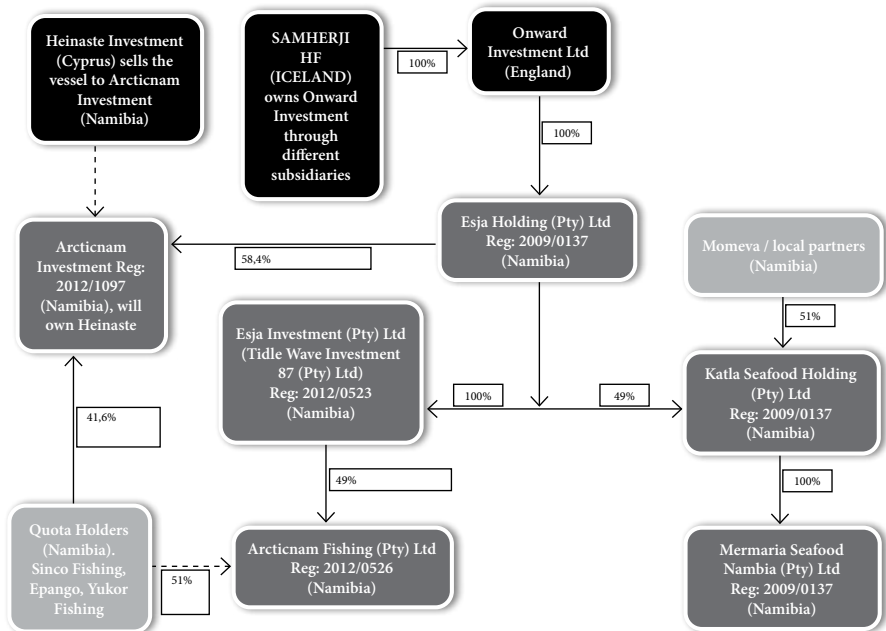 Heinaste Investment
(Cyprus) sells the
vessel to Arcticnam
Investment
(Namibia)
SAMHERJI
HF
(ICELAND)
owns Onward
Investment
through
different
subsidiaries
100%
Onward
Investment Ltd
(England)
100%
Esja Holding (Pty) Ltd
Reg: 2009/0137
(Namibia)
Momeva / local partners
(Namibia)
Arcticnam
Investment Reg:
2012/1097
(Namibia), will
own Heinaste
58,4%
51%
Esja Investment (Pty) Ltd
(Tidle Wave Investment
87 (Pty) Ltd)
Reg: 2012/0523
(Namibia)
100%
49%
Katla Seafood Holding
(Pty) Ltd
Reg: 2009/0137
(Namibia)
41,6%
49%
100%
Quota Holders
(Namibia).
Sinco Fishing,
Epango, Yukor
Fishing
51%
Arcticnam Fishing (Pty) Ltd
Reg: 2012/0526
(Namibia)
Mermaria Seafood
Nambia (Pty) Ltd
Reg: 2009/0137
(Namibia)